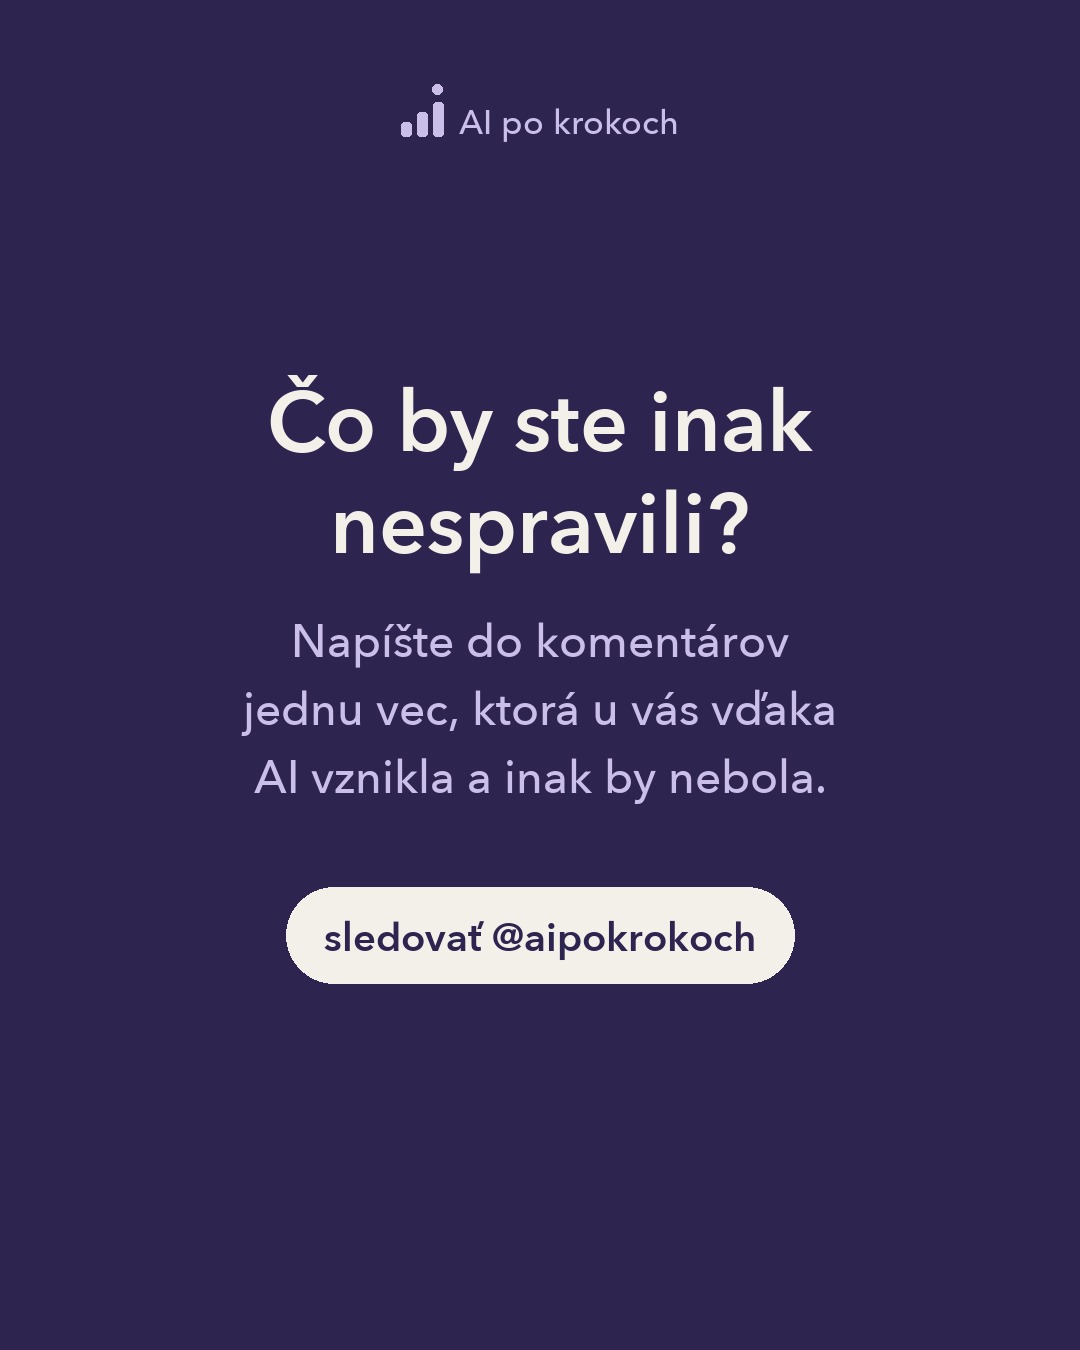 AI po krokoch
Čo by ste inak
nespravili?
Napíšte do komentárov
jednu vec, ktorá u vás vďaka
AI vznikla a inak by nebola.
sledovať @aipokrokoch